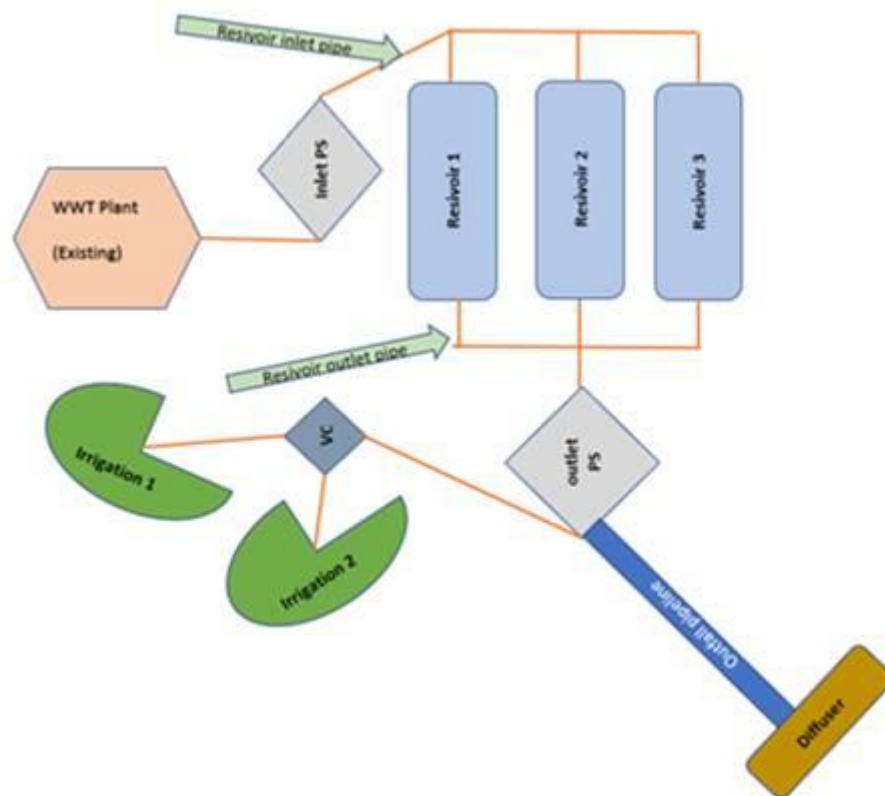 Resivoir inlet pipe
Inlet PS
Resivoir 1
Resivoir 2
Resivoir 3
WWT Plant
(Existing)
Resivoir outlet pipe
Irrigation 1
VC
Irrigation 2
outlet
PS
Outfall pipeline
Diffuser